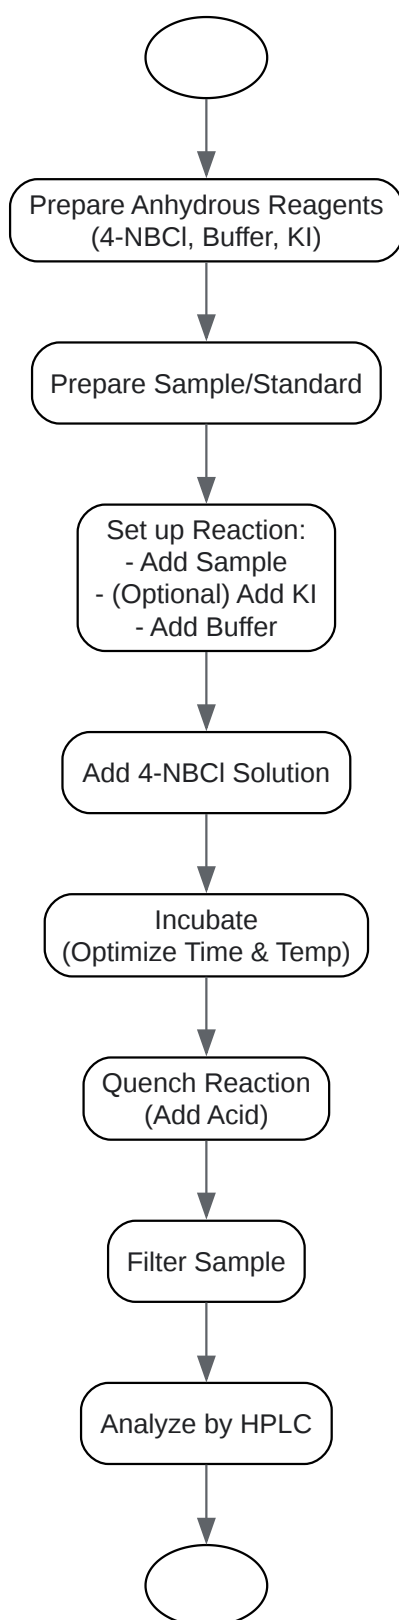 Prepare Anhydrous Reagents
(4-NBCl, Buffer, KI)
Prepare Sample/Standard
Set up Reaction:
- Add Sample
- (Optional) Add KI
- Add Buffer
Add 4-NBCl Solution
Incubate
(Optimize Time & Temp)
Quench Reaction
(Add Acid)
Filter Sample
Analyze by HPLC